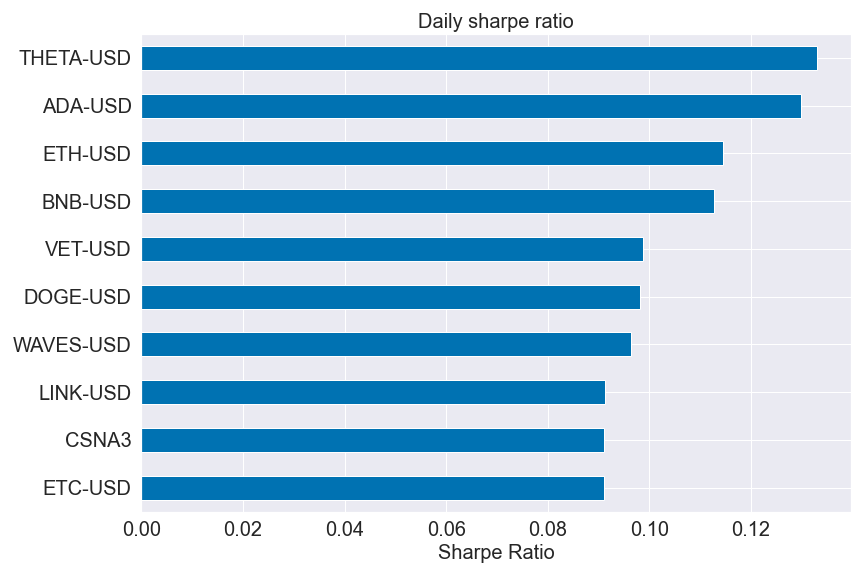 Daily sharpe ratio
THETA-USD
ADA-USD
ETH-USD
BNB-USD
VET-USD
DOGE-USD
WAVES-USD
LINK-USD
CSNA3
ETC-USD
0.00 0.02 0.04 0.06 0.08 0.10 0.12
Sharpe Ratio